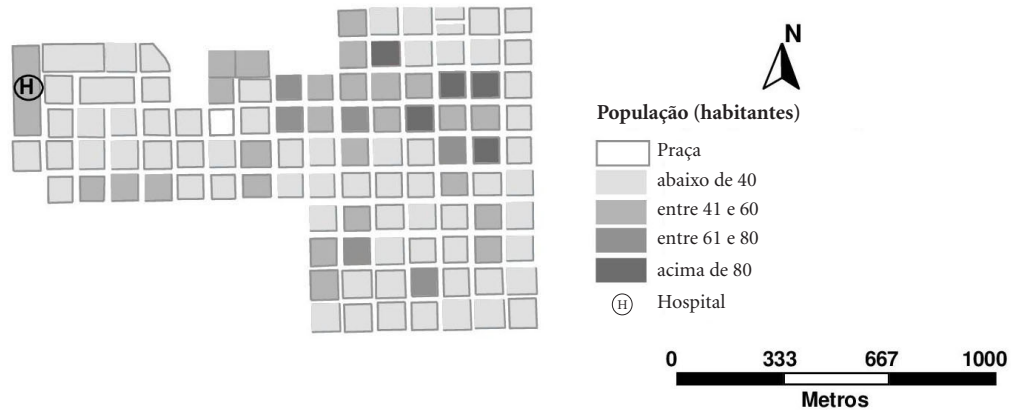 H
N
População (habitantes)
Praça
abaixo de 40
entre 41 e 60
entre 61 e 80
acima de 80
H Hospital
0 333 667 1000
Metros